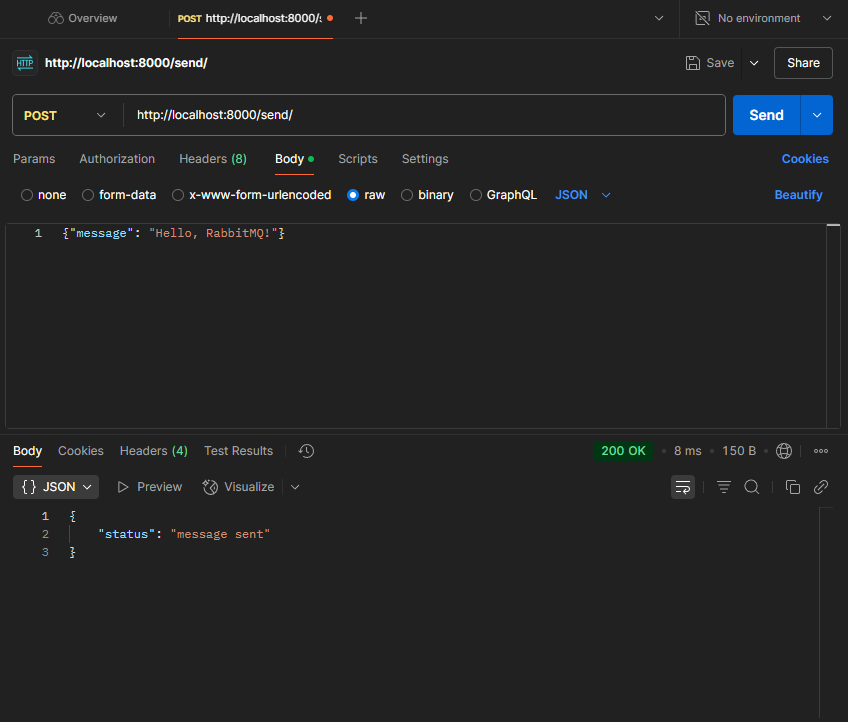 Overview POST http://localhost:8000/s No environment
HTTP http://localhost:8000/send/ Save Share
POST http://localhost:8000/send/ Send
Params Authorization Headers (8) Body Scripts Settings Cookies
none form-data x-www-form-urlencoded raw binary GraphQL JSON Beautify
1 {"message": "Hello, RabbitMQ!"}
Body Cookies Headers (4) Test Results 200 OK • 8 ms • 150 B •
{} JSON Preview Visualize
1 {
2 "status": "message sent"
3 }